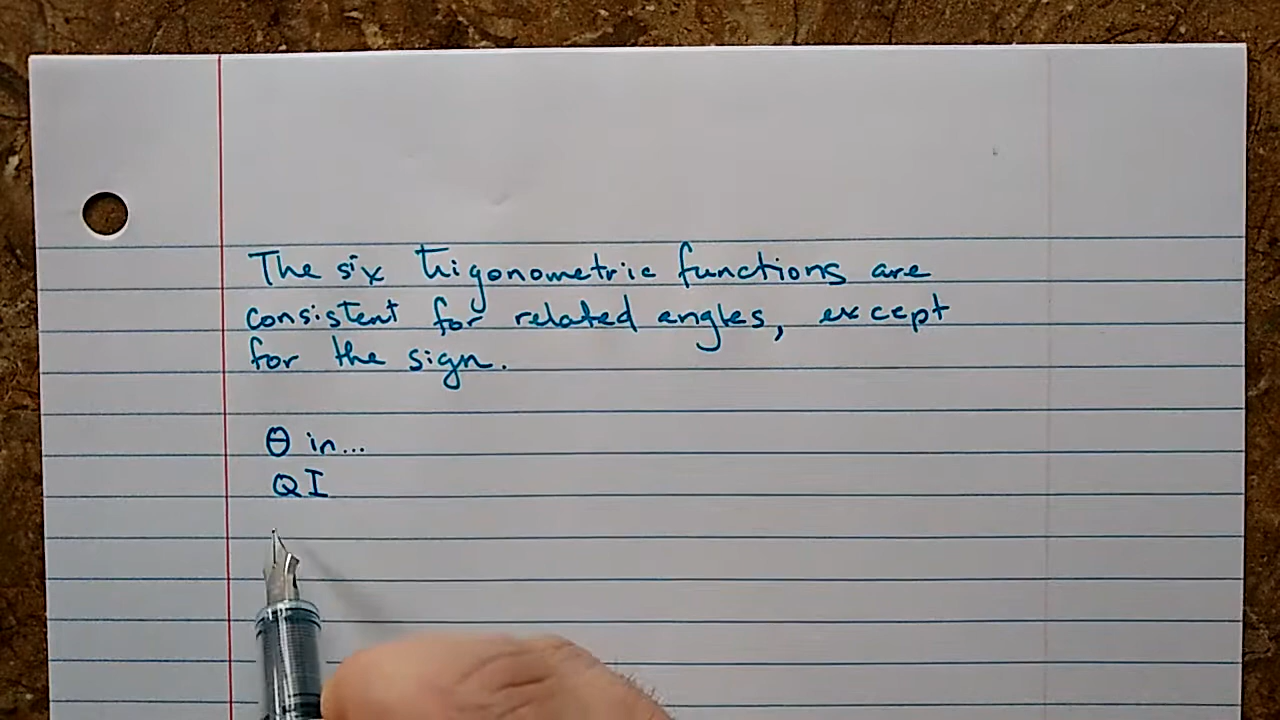 The six trigonometric functions are
consistent for related angles, except
for the sign.
θ in...
QI